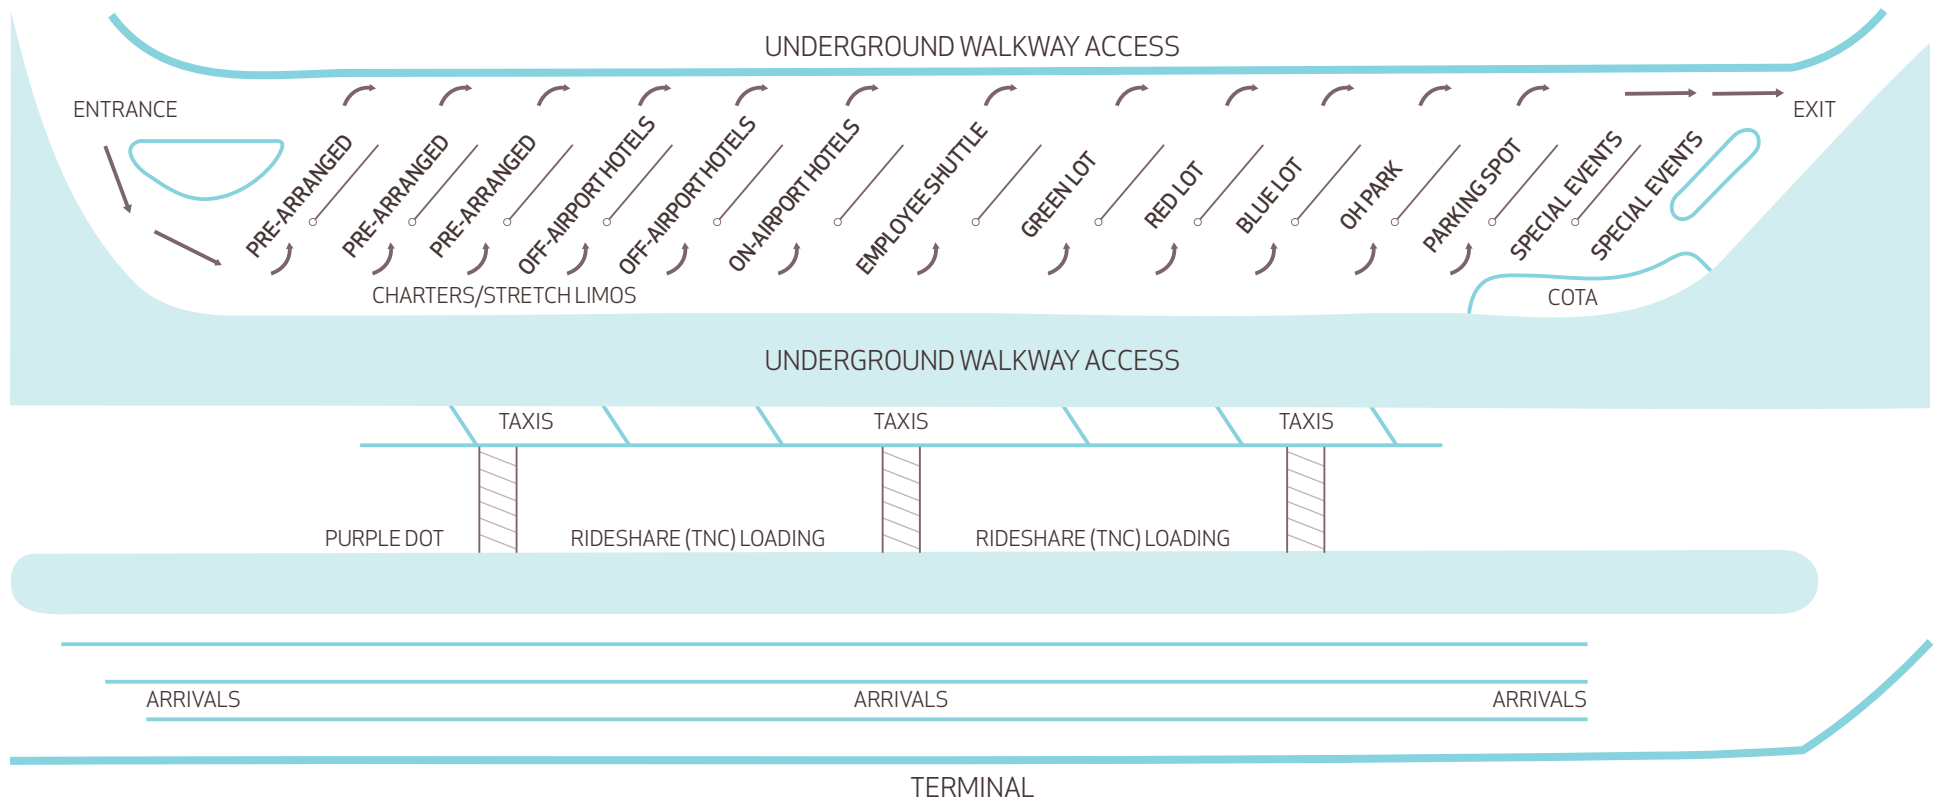 UNDERGROUND WALKWAY ACCESS
ENTRANCE
EXIT
PRE-ARRANGED
PRE-ARRANGED
PRE-ARRANGED
OFF-AIRPORT HOTELS
OFF-AIRPORT HOTELS
ON-AIRPORT HOTELS
EMPLOYEE SHUTTLE
GREEN LOT
RED LOT
BLUE LOT
OH PARK
PARKING SPOT
SPECIAL EVENTS
SPECIAL EVENTS
CHARTERS/STRETCH LIMOS
COTA
UNDERGROUND WALKWAY ACCESS
TAXIS
TAXIS
TAXIS
PURPLE DOT
RIDESHARE (TNC) LOADING
RIDESHARE (TNC) LOADING
ARRIVALS
ARRIVALS
ARRIVALS
TERMINAL